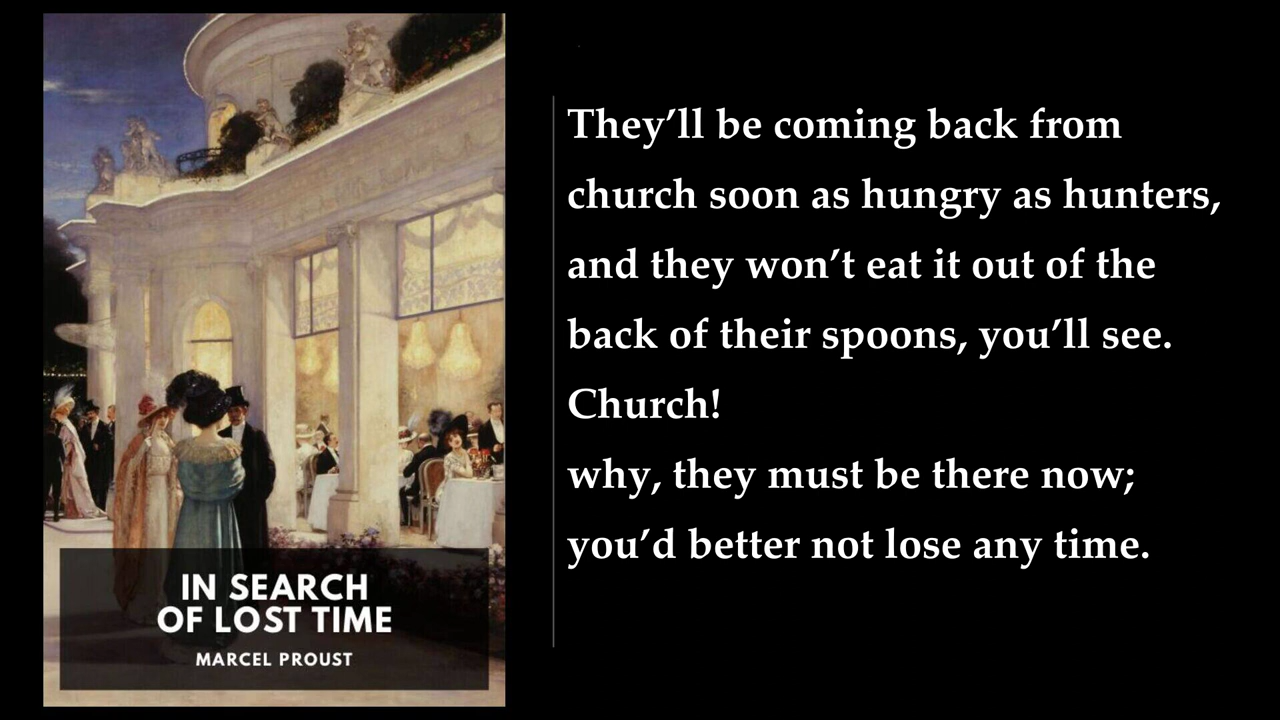 They’ll be coming back from
church soon as hungry as hunters,
and they won’t eat it out of the
back of their spoons, you’ll see.
Church!
why, they must be there now;
you’d better not lose any time.
IN SEARCH
OF LOST TIME
MARCEL PROUST